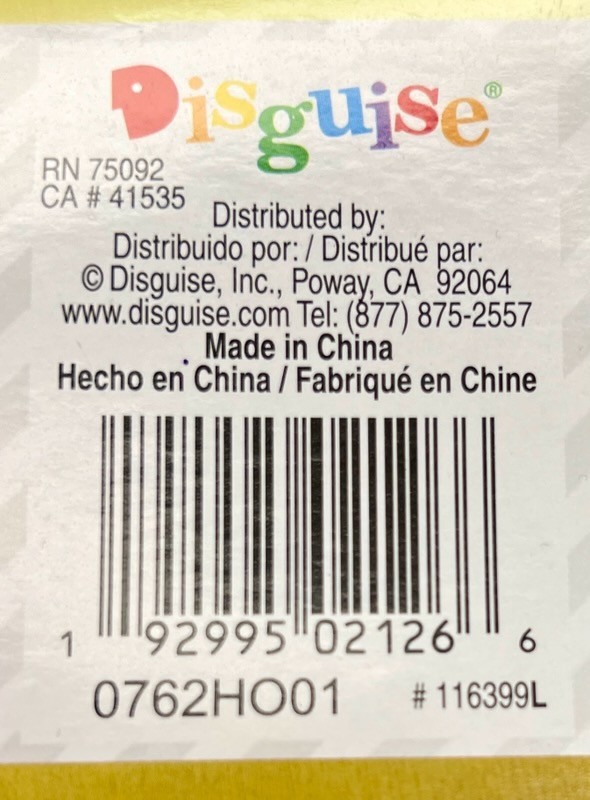 Disguise®
RN 75092
CA # 41535
Distributed by:
Distribuido por: / Distribué par:
© Disguise, Inc., Poway, CA 92064
www.disguise.com Tel: (877) 875-2557
Made in China
Hecho en China / Fabriqué en Chine
1 92995 02126 6
0762HO01 # 116399L